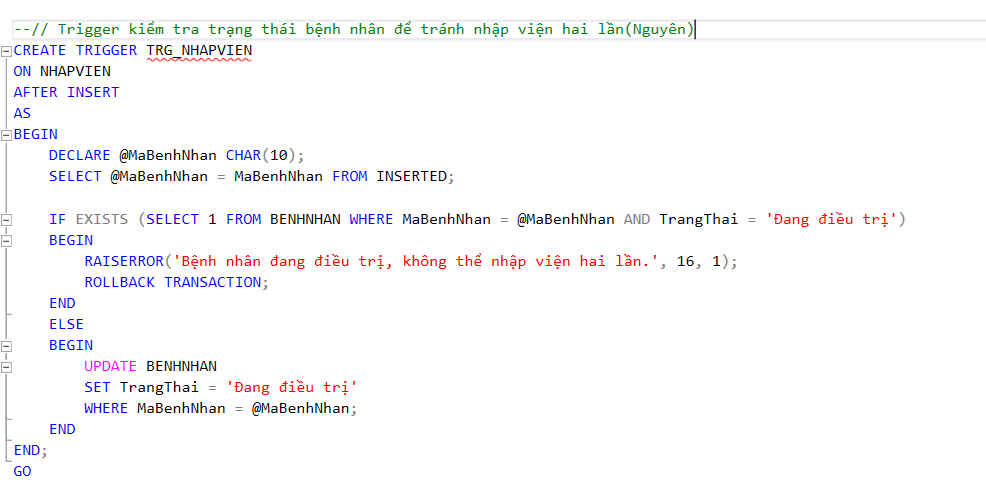 --// Trigger kiểm tra trạng thái bệnh nhân để tránh nhập viện hai lần(Nguyên)
CREATE TRIGGER TRG_NHAPVIEN
ON NHAPVIEN
AFTER INSERT
AS
BEGIN
    DECLARE @MaBenhNhan CHAR(10);
    SELECT @MaBenhNhan = MaBenhNhan FROM INSERTED;

    IF EXISTS (SELECT 1 FROM BENHNHAN WHERE MaBenhNhan = @MaBenhNhan AND TrangThai = 'Đang điều trị')
    BEGIN
        RAISERROR('Bệnh nhân đang điều trị, không thể nhập viện hai lần.', 16, 1);
        ROLLBACK TRANSACTION;
    END
    ELSE
    BEGIN
        UPDATE BENHNHAN
        SET TrangThai = 'Đang điều trị'
        WHERE MaBenhNhan = @MaBenhNhan;
    END
END;
GO